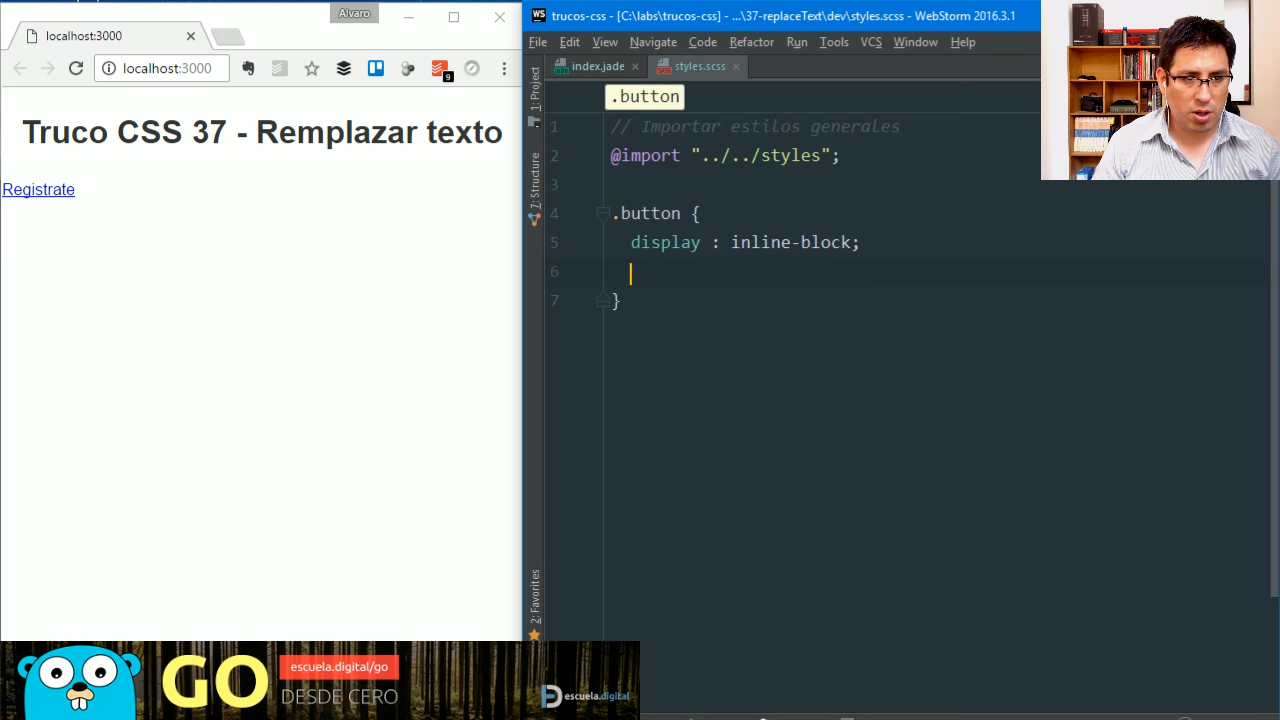 Alvaro
localhost:3000
localhost:3000
9
Truco CSS 37 - Remplazar texto
Registrate
WS trucos-css - [C:\labs\trucos-css] - ...\37-replaceText\dev\styles.scss - WebStorm 2016.3.1
File Edit View Navigate Code Refactor Run Tools VCS Window Help
index.jade styles.scss
.button
1: Project
7: Structure
2: Favorites
1 // Importar estilos generales
2 @import "../../styles";
3
4 .button {
5 display : inline-block;
6
7 }
GO
escuela.digital/go
DESDE CERO
escuela.digital